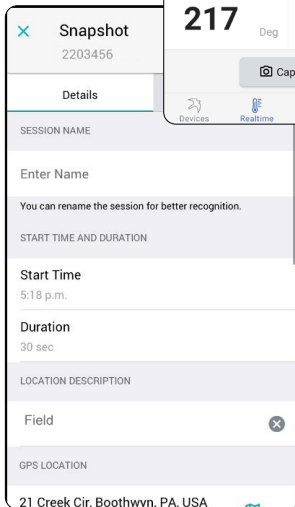 Snapshot
2203456
217 Deg
Details
Devices Realtime
SESSION NAME
Enter Name
You can rename the session for better recognition.
START TIME AND DURATION
Start Time
5:18 p.m.
Duration
30 sec
LOCATION DESCRIPTION
Field
GPS LOCATION
21 Creek Cir, Boothwyn, PA, USA